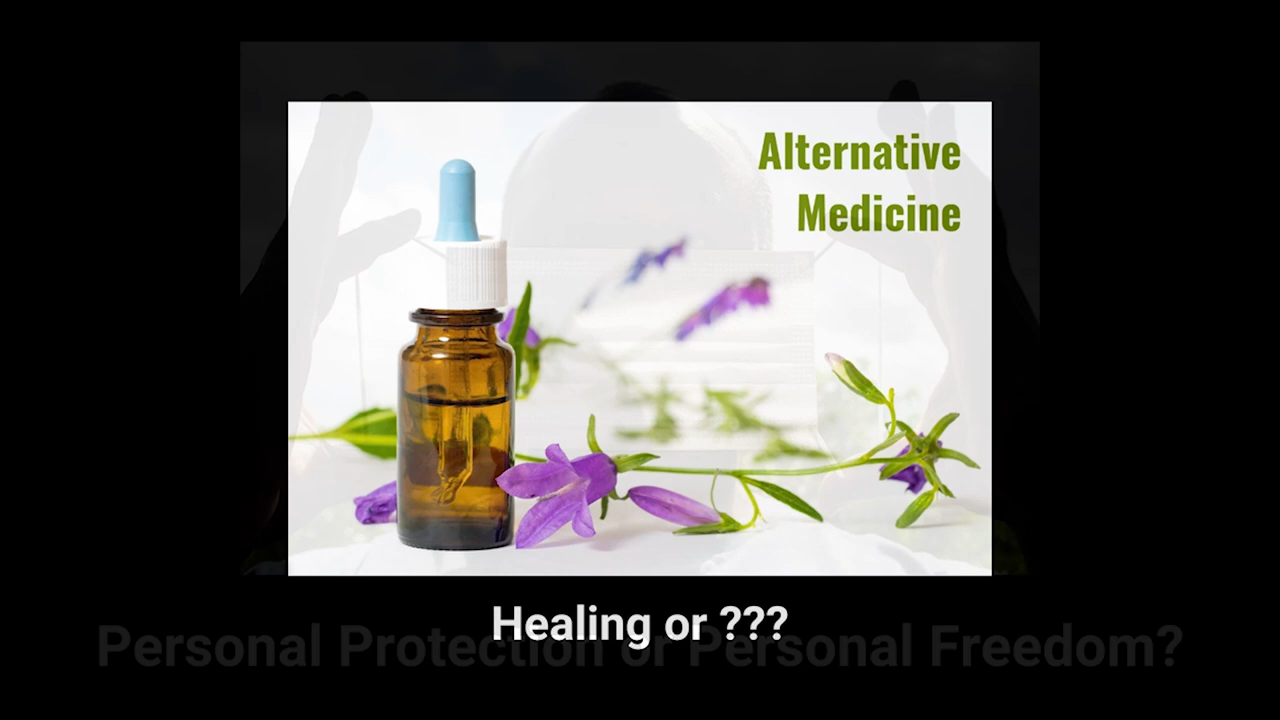 Alternative
Medicine
Healing or ???
Personal Protection or Personal Freedom?